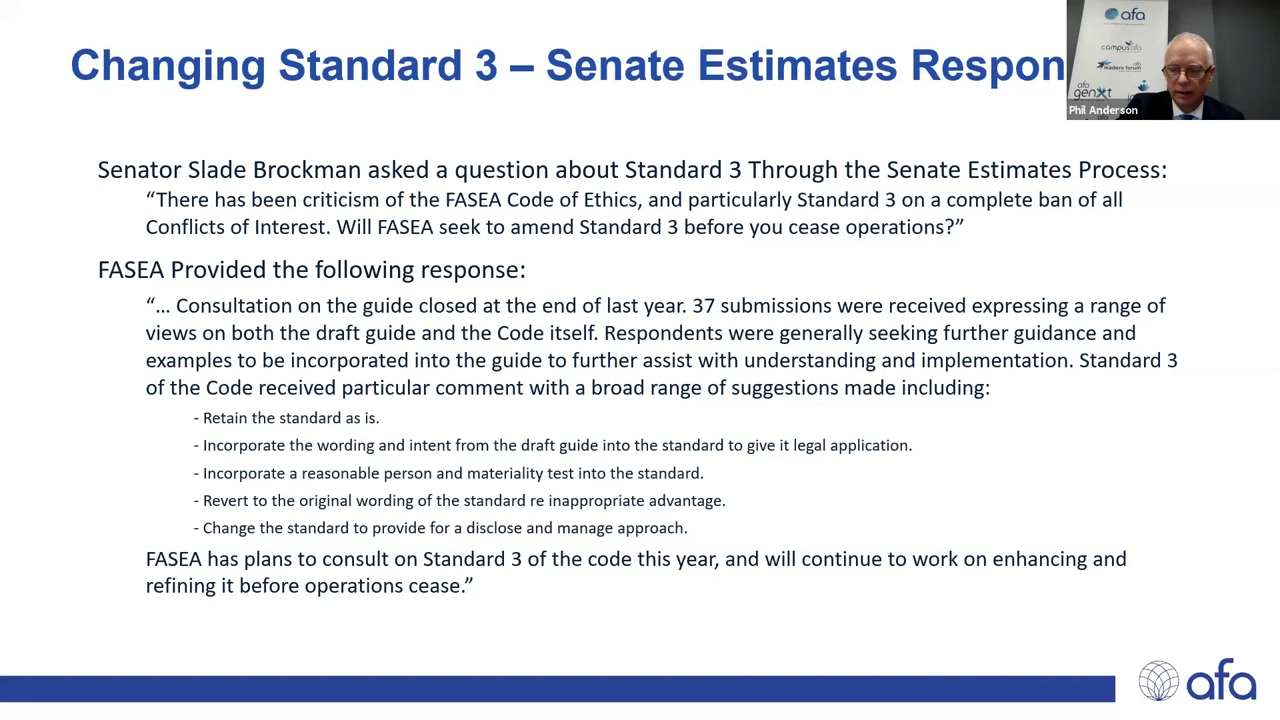 Changing Standard 3 – Senate Estimates Respon
afa
campusafa
afa
leaders forum
afa
genxt
Phil Anderson
Senator Slade Brockman asked a question about Standard 3 Through the Senate Estimates Process:
“There has been criticism of the FASEA Code of Ethics, and particularly Standard 3 on a complete ban of all
Conflicts of Interest. Will FASEA seek to amend Standard 3 before you cease operations?”
FASEA Provided the following response:
“… Consultation on the guide closed at the end of last year. 37 submissions were received expressing a range of
views on both the draft guide and the Code itself. Respondents were generally seeking further guidance and
examples to be incorporated into the guide to further assist with understanding and implementation. Standard 3
of the Code received particular comment with a broad range of suggestions made including:
- Retain the standard as is.
- Incorporate the wording and intent from the draft guide into the standard to give it legal application.
- Incorporate a reasonable person and materiality test into the standard.
- Revert to the original wording of the standard re inappropriate advantage.
- Change the standard to provide for a disclose and manage approach.
FASEA has plans to consult on Standard 3 of the code this year, and will continue to work on enhancing and
refining it before operations cease.”
afa